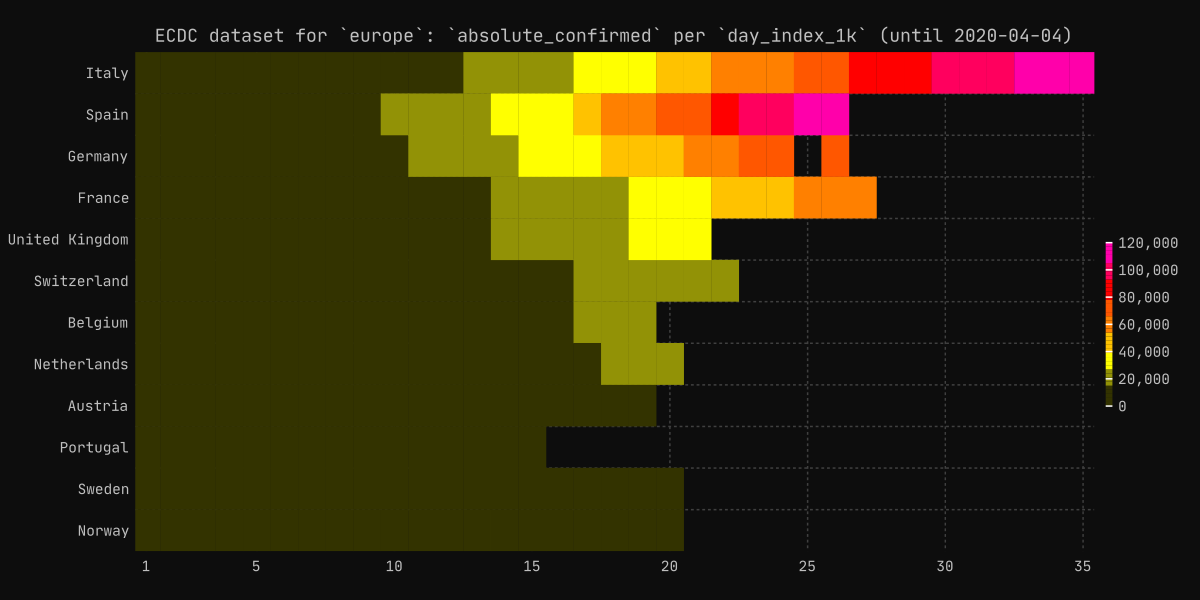 ECDC dataset for `europe`: `absolute_confirmed` per `day_index_1k` (until 2020-04-04)
Italy
Spain
Germany
France
United Kingdom
Switzerland
Belgium
Netherlands
Austria
Portugal
Sweden
Norway
1 5 10 15 20 25 30 35
120,000
100,000
80,000
60,000
40,000
20,000
0